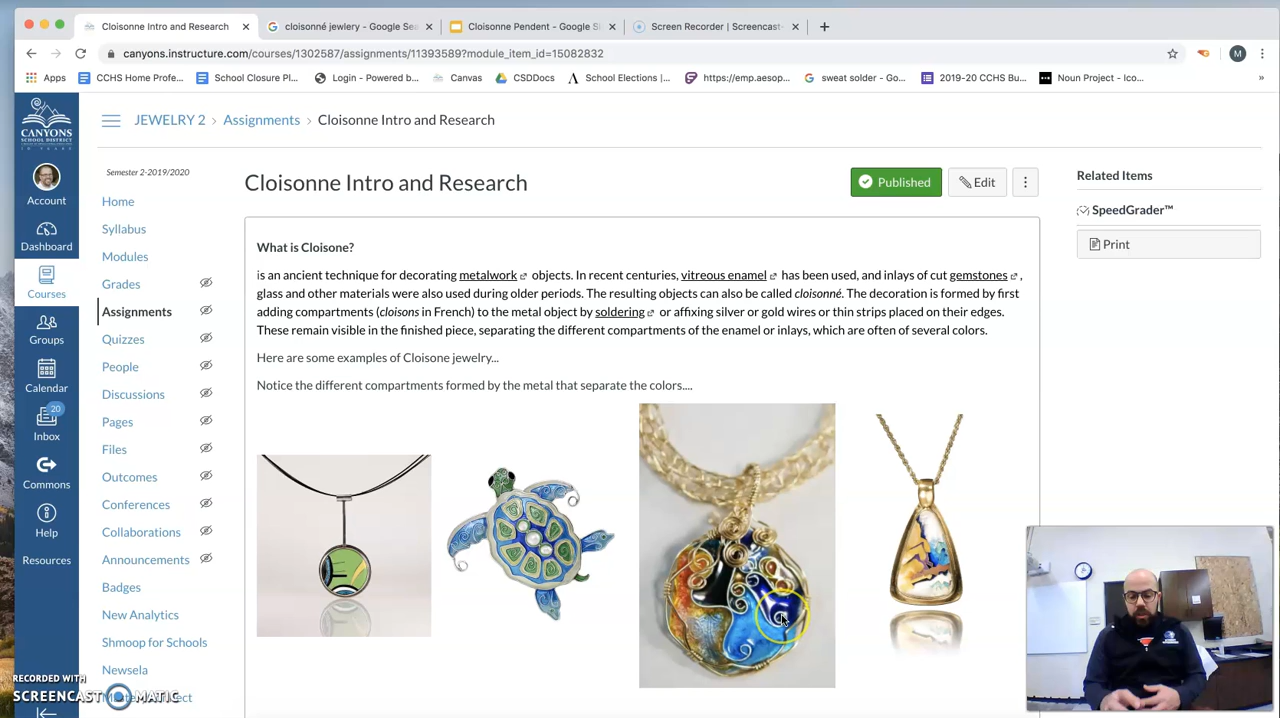 Cloisonne Intro and Research
cloisonné jewlery - Google Sea
Cloisonne Pendent - Google Sl
Screen Recorder | Screencast-
canyons.instructure.com/courses/1302587/assignments/11393589?module_item_id=15082832
M
Apps
CCHS Home Profe...
School Closure Pl...
Login - Powered b...
Canvas
CSDDocs
School Elections |...
https://emp.aesop...
sweat solder - Go...
2019-20 CCHS Bu...
Noun Project - Ico...
»
CANYONS
SCHOOL DISTRICT
JEWELRY 2 › Assignments › Cloisonne Intro and Research
Account
Dashboard
Courses
Groups
Calendar
20
Inbox
Commons
Help
Resources
Semester 2-2019/2020
Home
Syllabus
Modules
Grades
Assignments
Quizzes
People
Discussions
Pages
Files
Outcomes
Conferences
Collaborations
Announcements
Badges
New Analytics
Shmoop for Schools
Newsela
Cloisonne Intro and Research
Published
Edit
What is Cloisone?
is an ancient technique for decorating metalwork objects. In recent centuries, vitreous enamel has been used, and inlays of cut gemstones ,
glass and other materials were also used during older periods. The resulting objects can also be called cloisonné. The decoration is formed by first
adding compartments (cloisons in French) to the metal object by soldering or affixing silver or gold wires or thin strips placed on their edges.
These remain visible in the finished piece, separating the different compartments of the enamel or inlays, which are often of several colors.
Here are some examples of Cloisone jewelry...
Notice the different compartments formed by the metal that separate the colors....
Related Items
SpeedGrader™
Print
RECORDED WITH
SCREENCAST MATIC